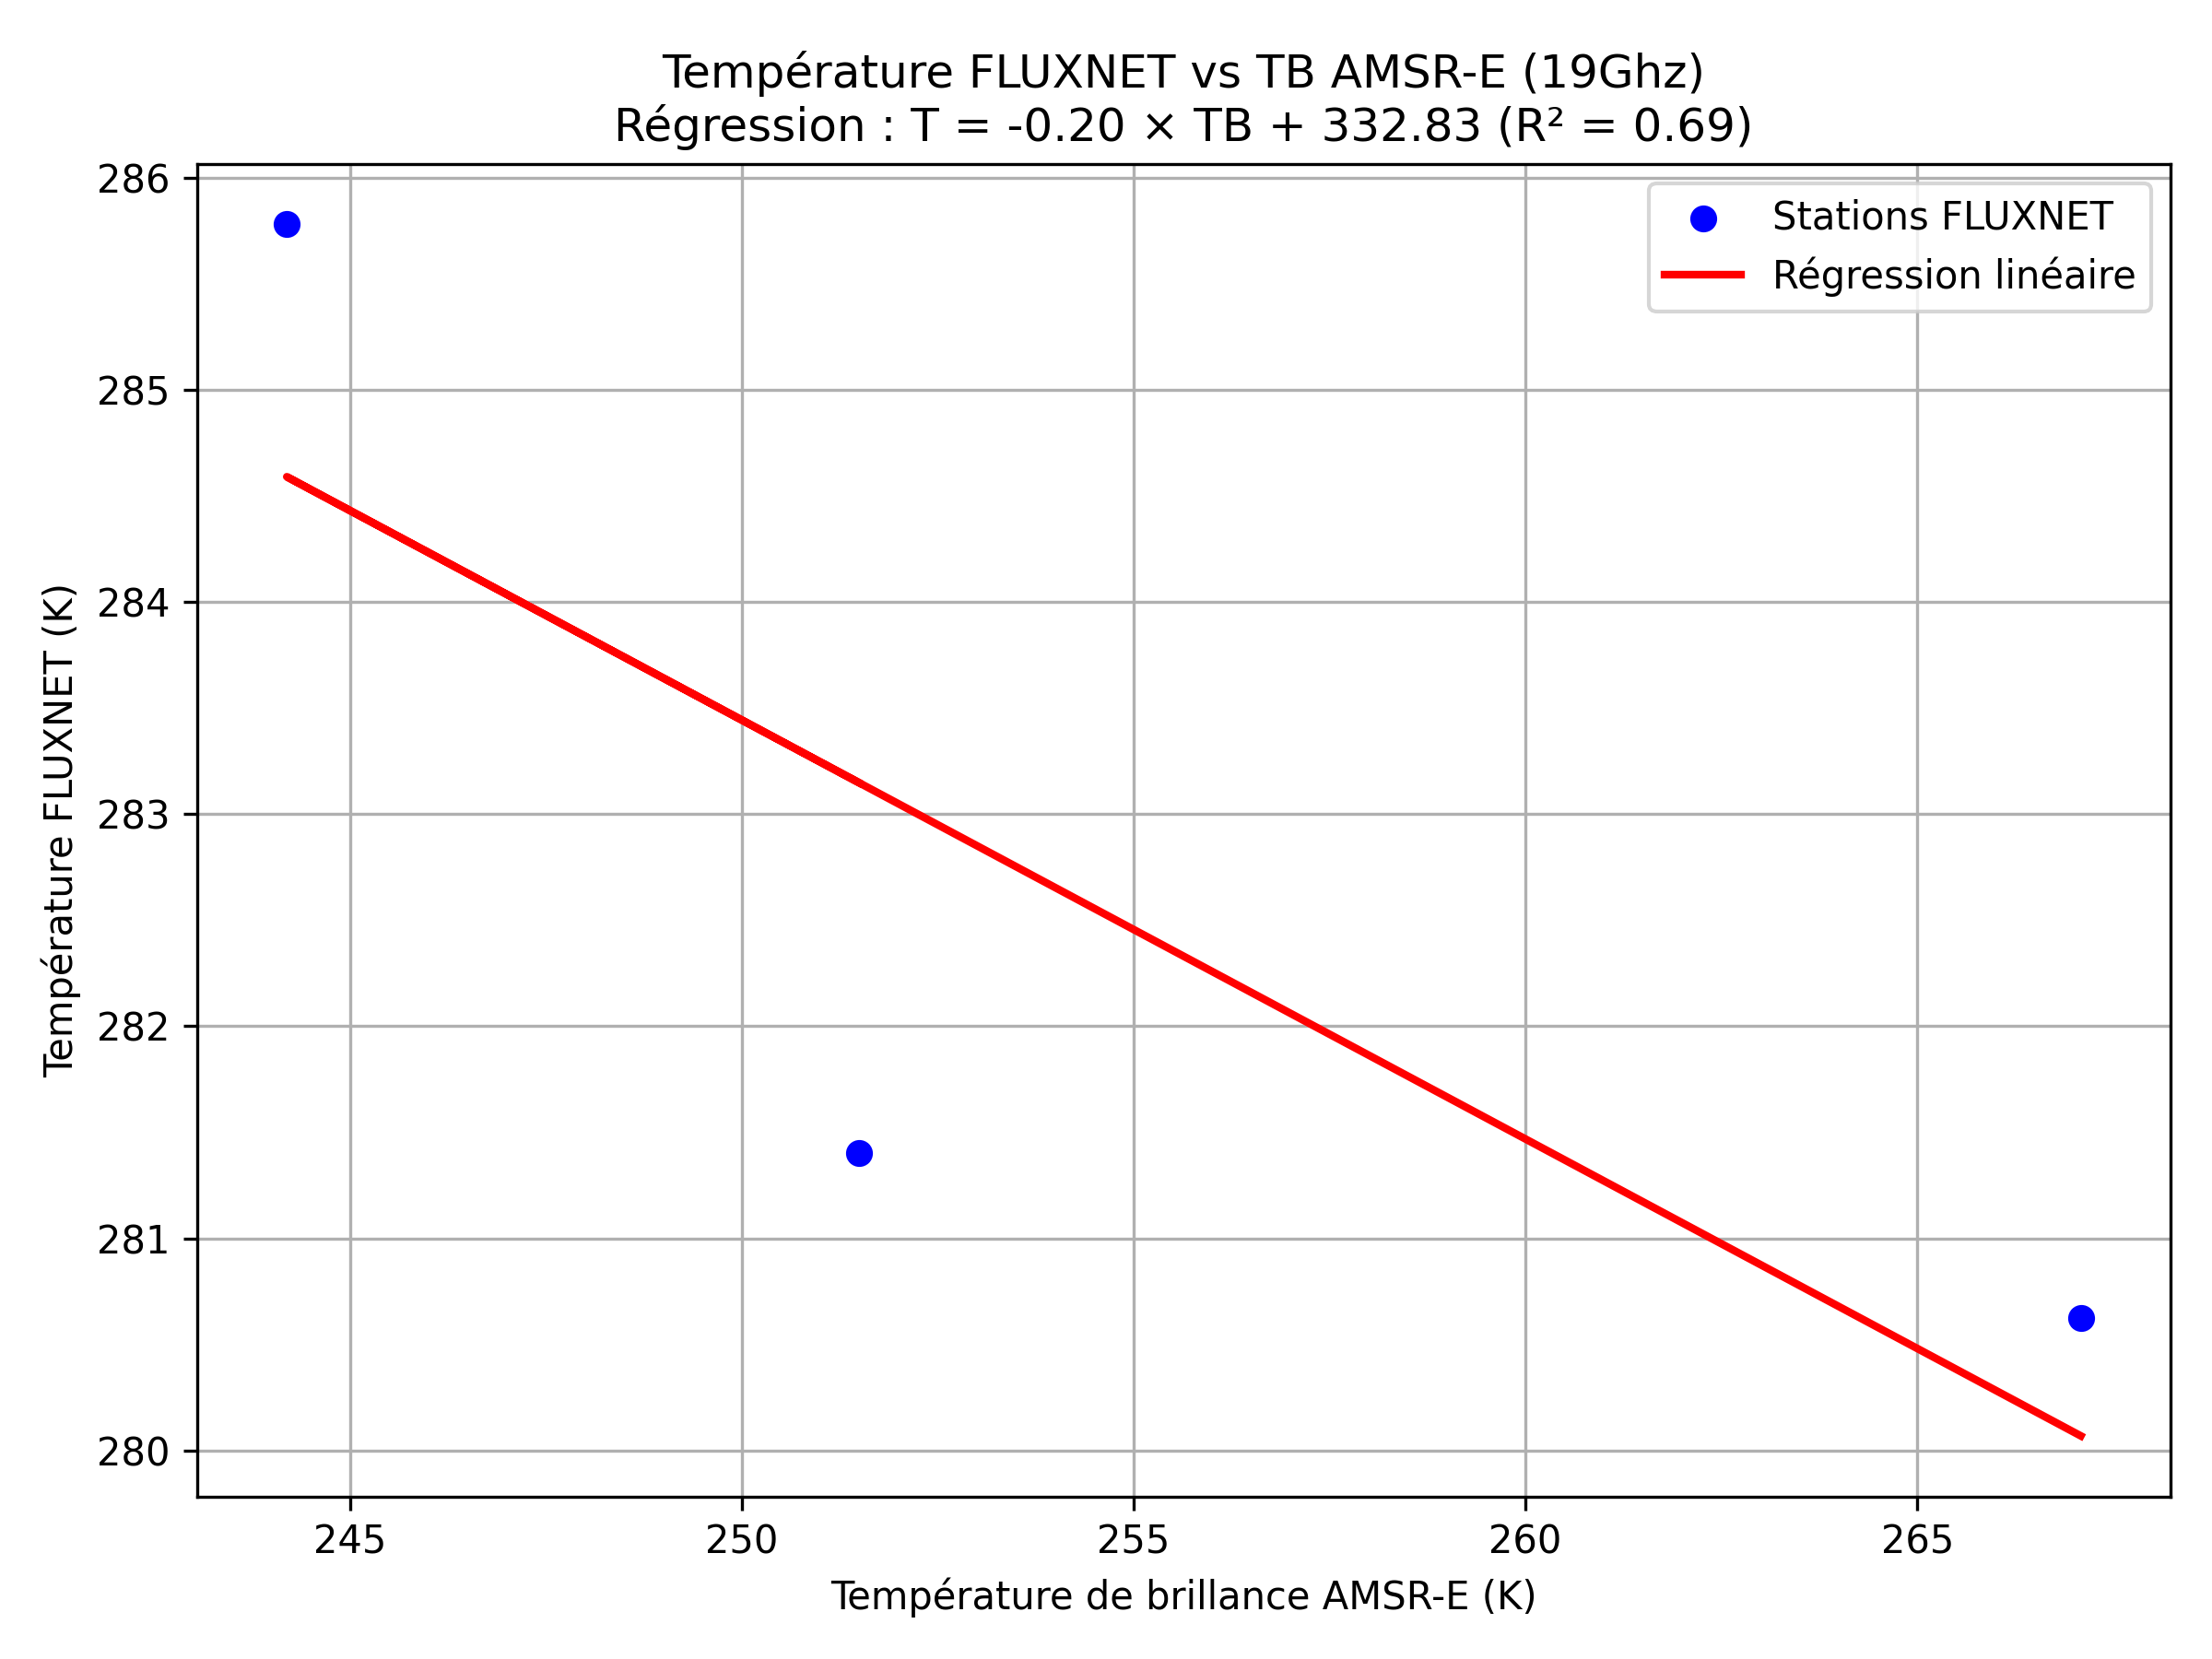 Température FLUXNET vs TB AMSR-E (19Ghz)
Régression : T = -0.20 × TB + 332.83 (R² = 0.69)
Stations FLUXNET
Régression linéaire
286
285
284
283
282
281
280
Température FLUXNET (K)
245 250 255 260 265
Température de brillance AMSR-E (K)